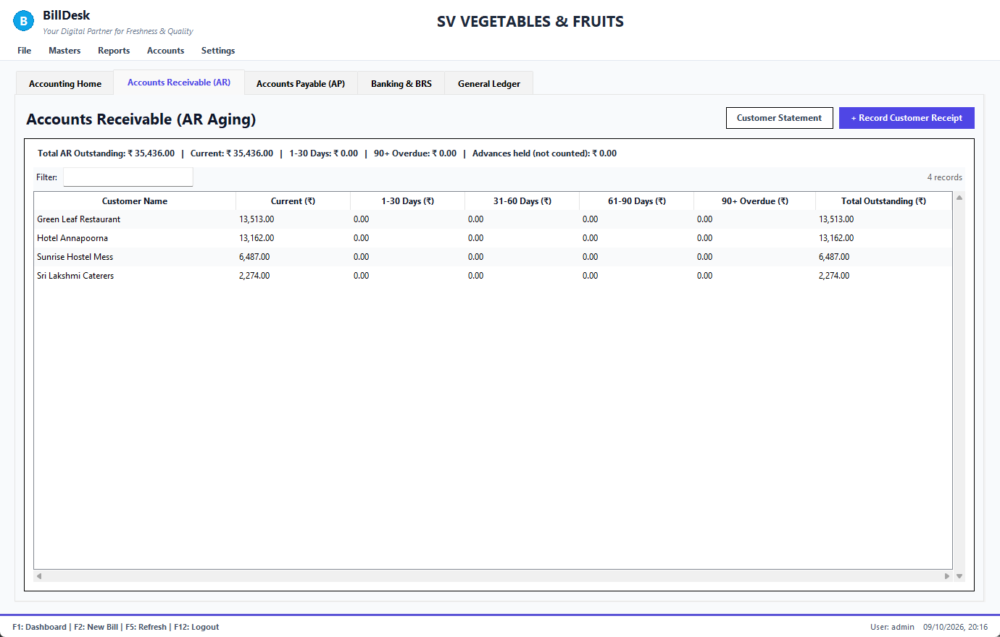 B
BillDesk
Your Digital Partner for Freshness & Quality
SV VEGETABLES & FRUITS
File Masters Reports Accounts Settings
Accounting Home Accounts Receivable (AR) Accounts Payable (AP) Banking & BRS General Ledger
Accounts Receivable (AR Aging)
Customer Statement + Record Customer Receipt
Total AR Outstanding: ₹ 35,436.00 | Current: ₹ 35,436.00 | 1-30 Days: ₹ 0.00 | 90+ Overdue: ₹ 0.00 | Advances held (not counted): ₹ 0.00
Filter: 4 records
Customer Name Current (₹) 1-30 Days (₹) 31-60 Days (₹) 61-90 Days (₹) 90+ Overdue (₹) Total Outstanding (₹)
Green Leaf Restaurant 13,513.00 0.00 0.00 0.00 0.00 13,513.00
Hotel Annapoorna 13,162.00 0.00 0.00 0.00 0.00 13,162.00
Sunrise Hostel Mess 6,487.00 0.00 0.00 0.00 0.00 6,487.00
Sri Lakshmi Caterers 2,274.00 0.00 0.00 0.00 0.00 2,274.00
F1: Dashboard | F2: New Bill | F5: Refresh | F12: Logout User: admin 09/10/2026, 20:16